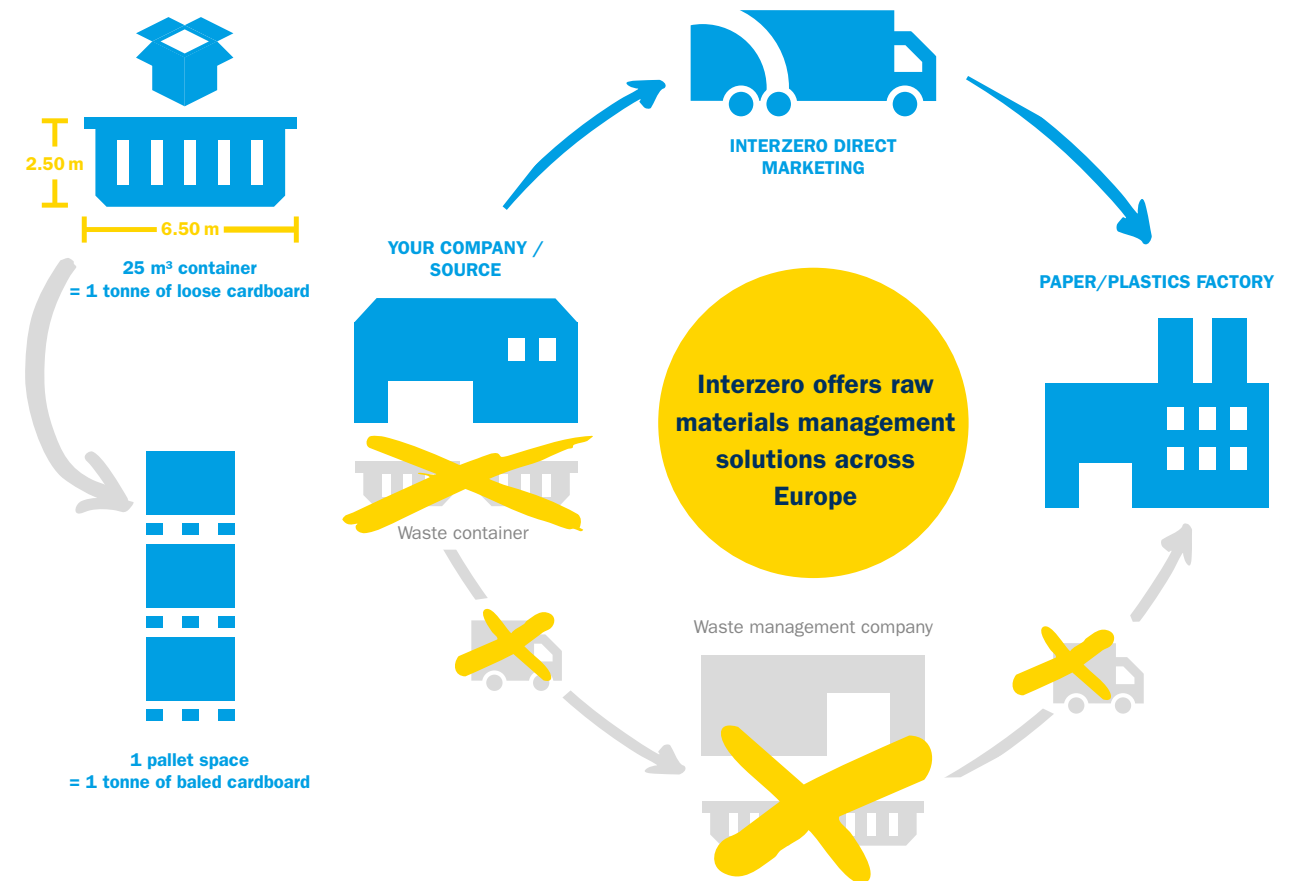 2.50 m
6.50 m
25 m³ container
= 1 tonne of loose cardboard
1 pallet space
= 1 tonne of baled cardboard
YOUR COMPANY /
SOURCE
INTERZERO DIRECT
MARKETING
PAPER/PLASTICS FACTORY
Interzero offers raw
materials management
solutions across
Europe
Waste container
Waste management company